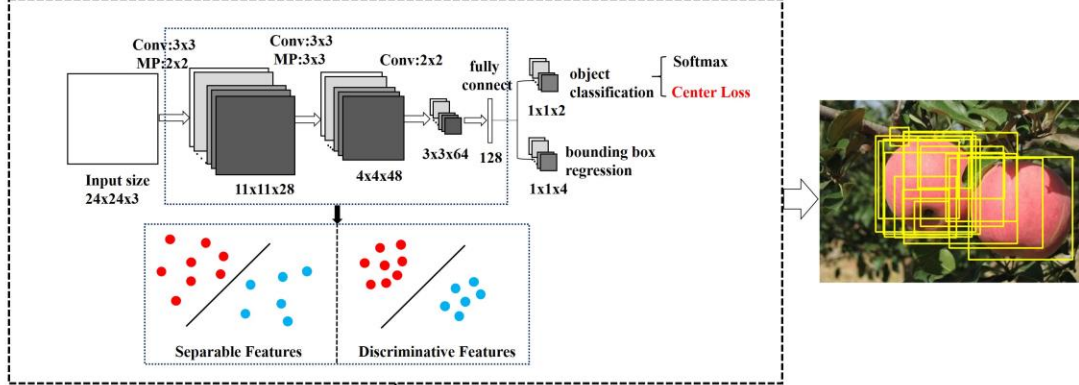 Conv:3x3
MP:2x2
Conv:3x3
MP:3x3
Conv:2x2
fully
connect
object
classification
Softmax
Center Loss
1x1x2
3x3x64
128
bounding box
regression
1x1x4
Input size
24x24x3
11x11x28
4x4x48
Separable Features
Discriminative Features